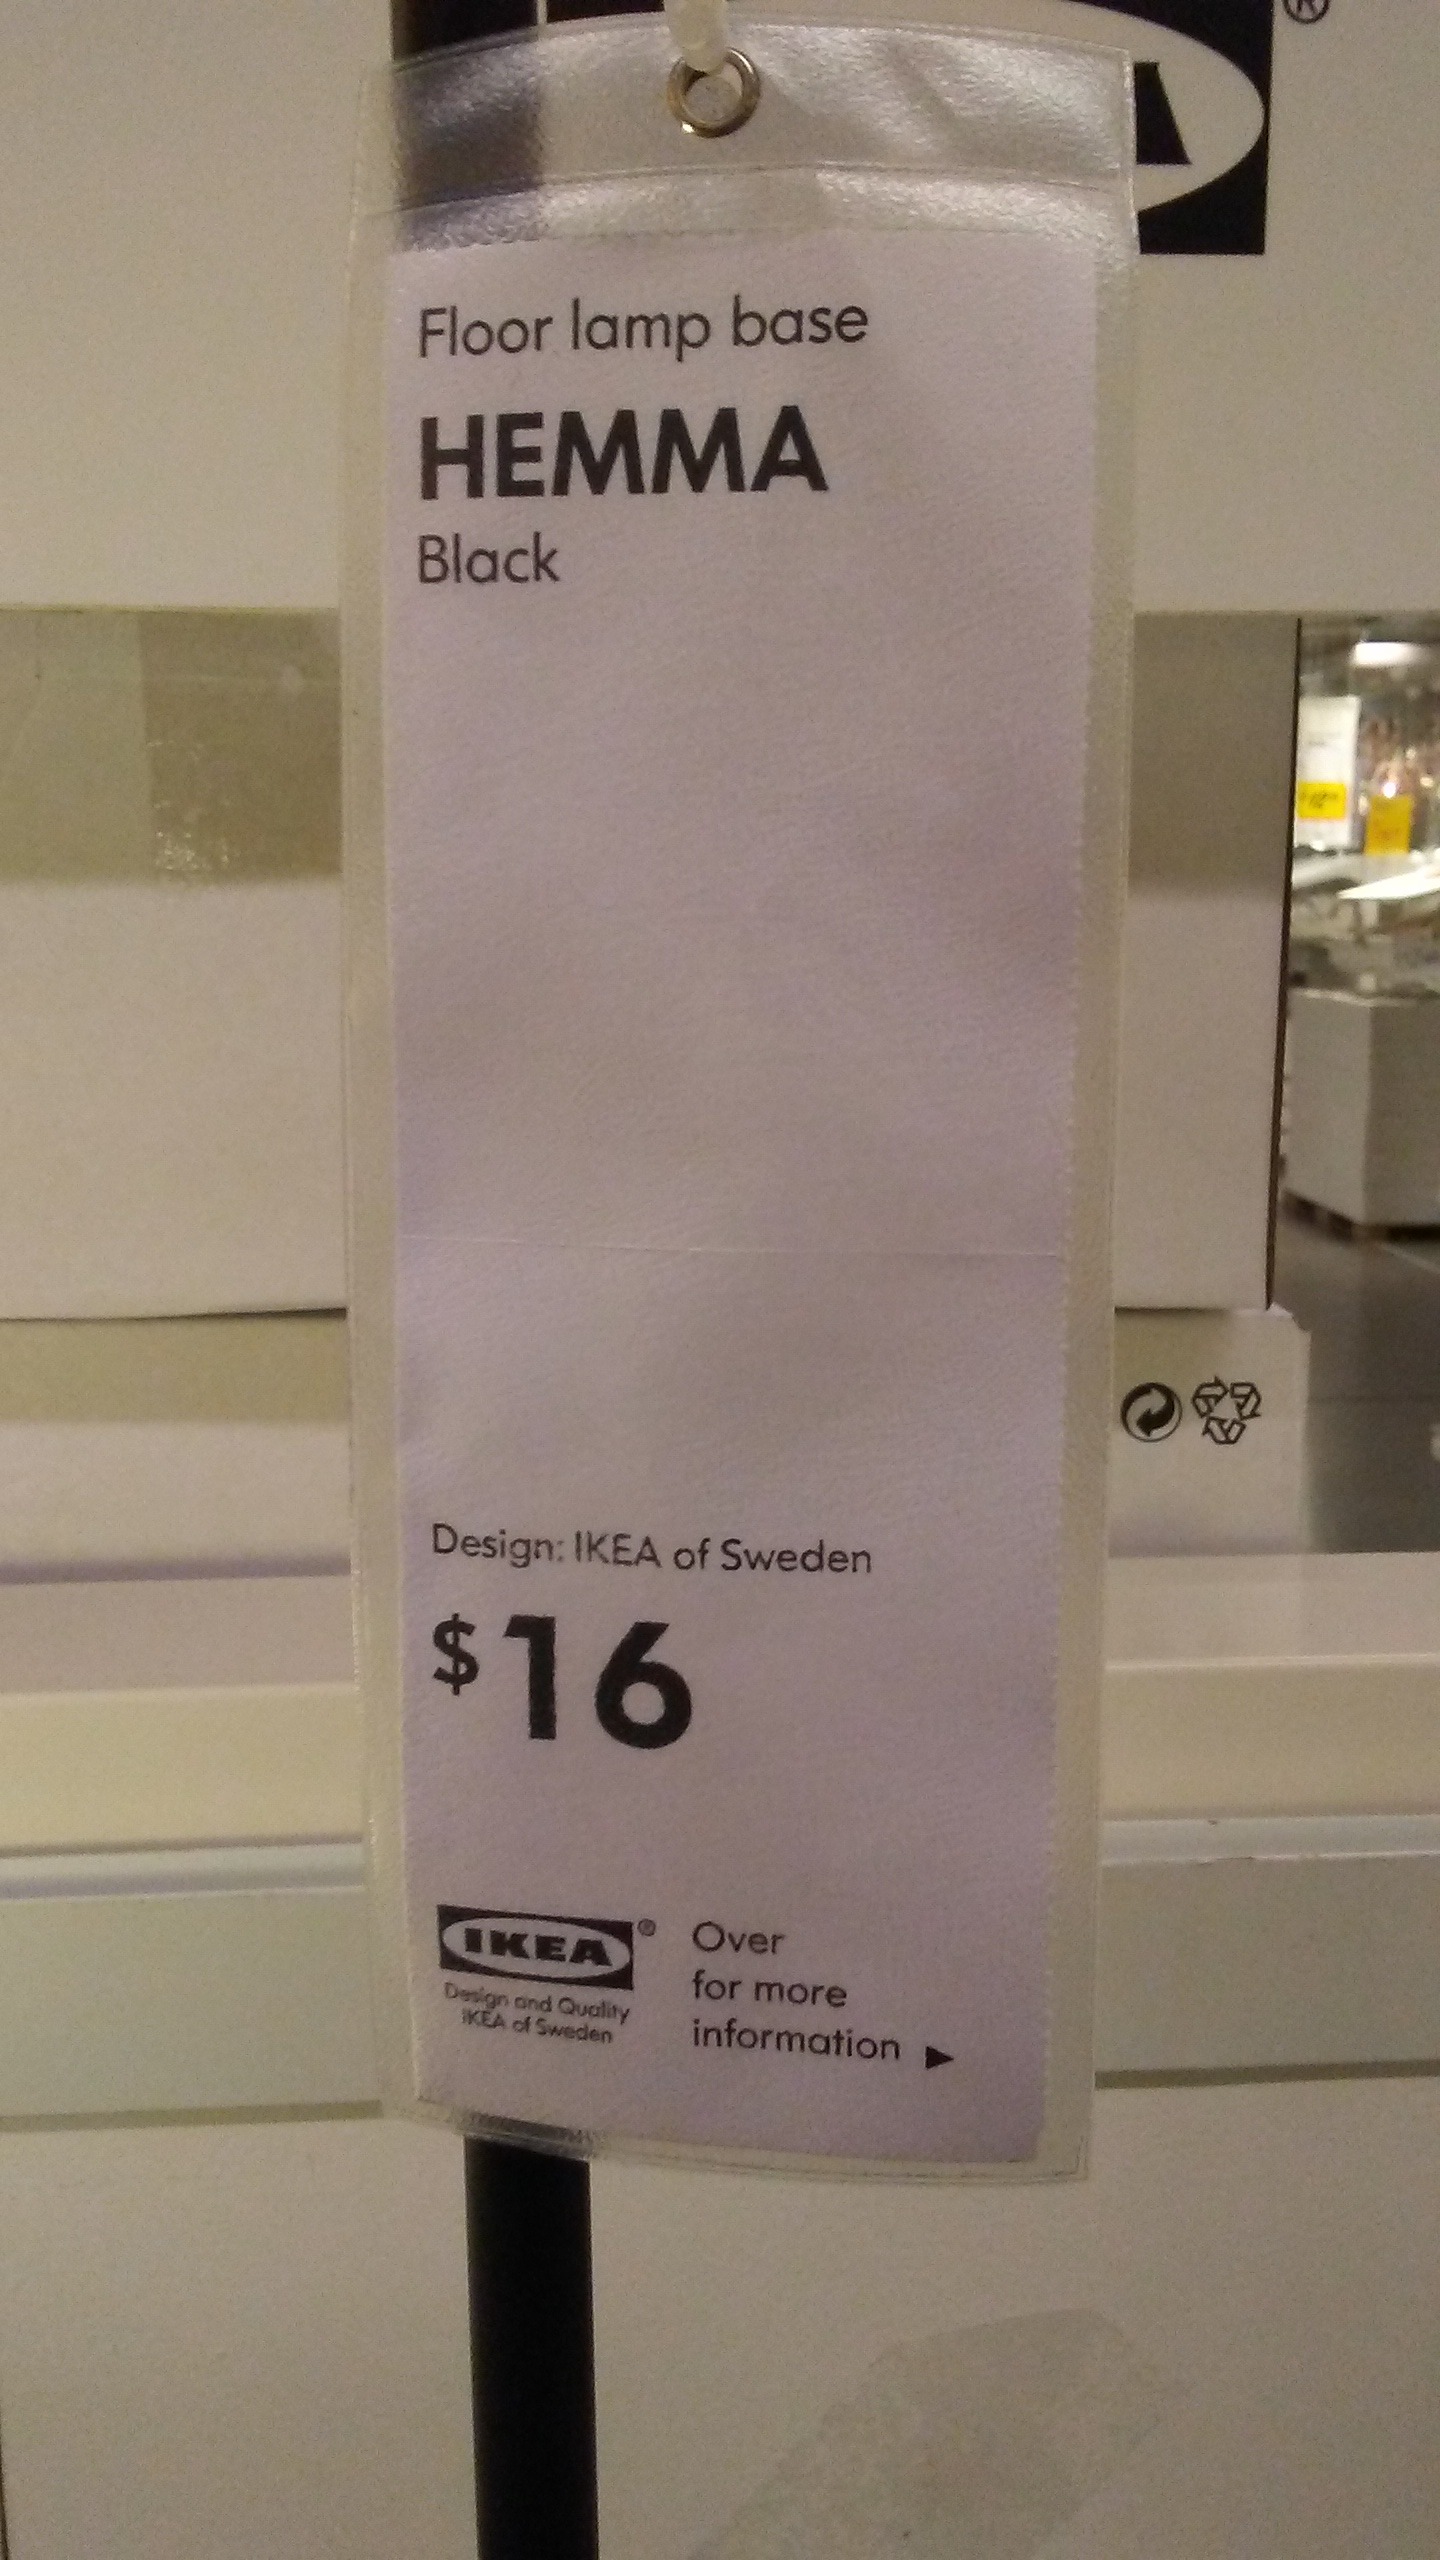 ®
A
Floor lamp base
HEMMA
Black
Design: IKEA of Sweden
$16
IKEA®
Design and Quality
IKEA of Sweden
Over
for more
information ►